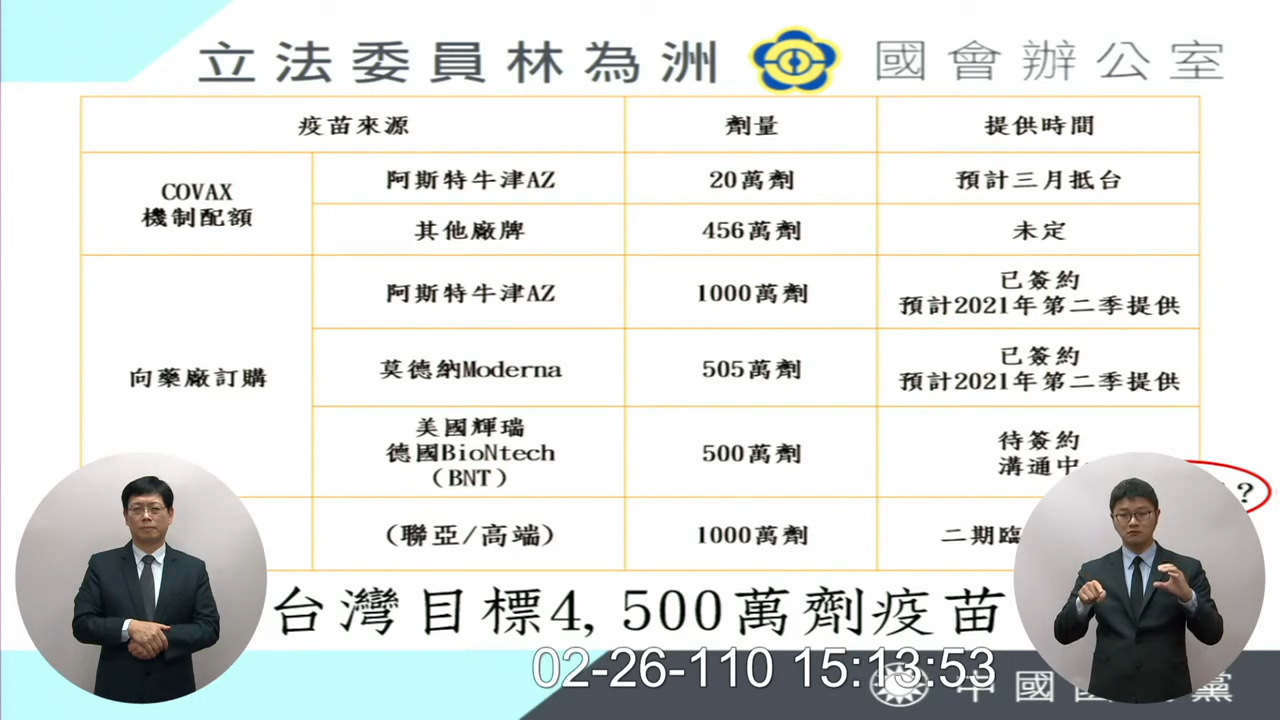 立法委員林為洲 國會辦公室
疫苗來源 劑量 提供時間
COVAX
機制配額
阿斯特牛津AZ 20萬劑 預計三月抵台
其他廠牌 456萬劑 未定
向藥廠訂購
阿斯特牛津AZ 1000萬劑 已簽約
預計2021年第二季提供
莫德納Moderna 505萬劑 已簽約
預計2021年第二季提供
美國輝瑞
德國BioNtech
(BNT)
500萬劑
待簽約
溝通中
?
(聯亞/高端) 1000萬劑 二期臨
台灣目標4,500萬劑疫苗
02-26-110 15:13:53
中國 黨